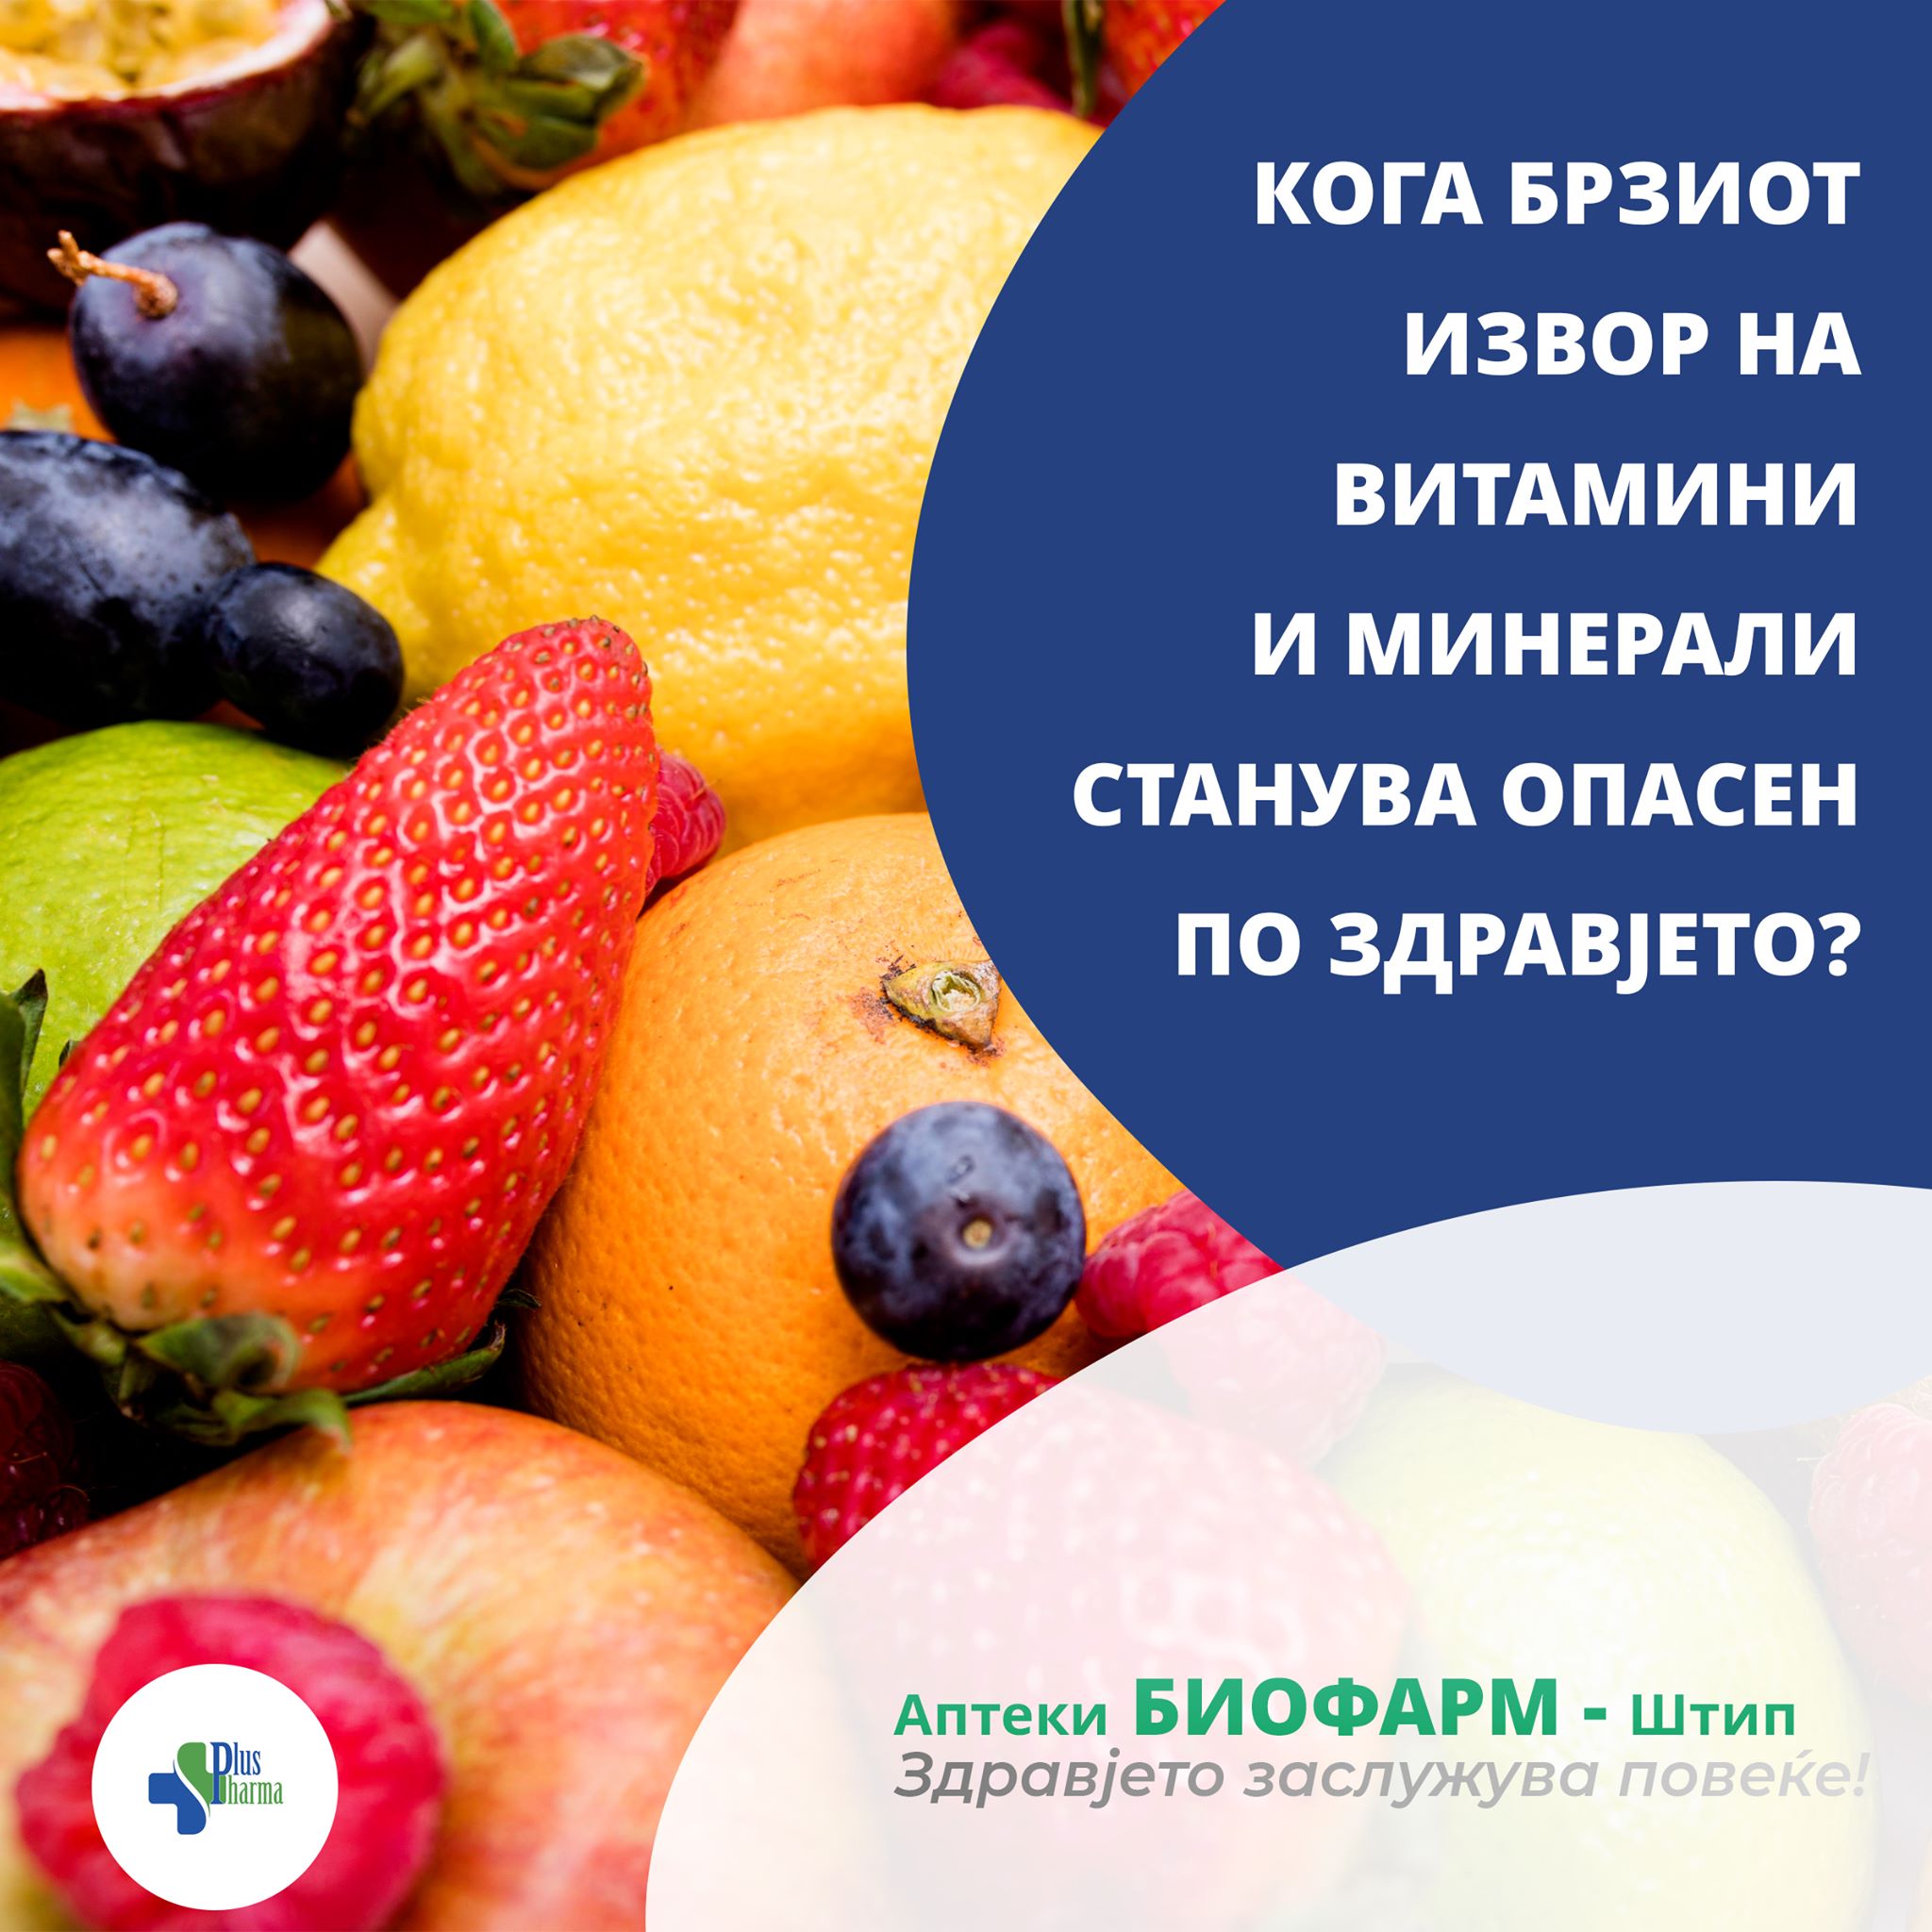 КОГА БРЗИОТ
ИЗВОР НА
ВИТАМИНИ
И МИНЕРАЛИ
СТАНУВА ОПАСЕН
ПО ЗДРАВЈЕТО?
Аптеки БИОФАРМ - Штип
Здравјето заслужува повеќе!
Plus
Pharma